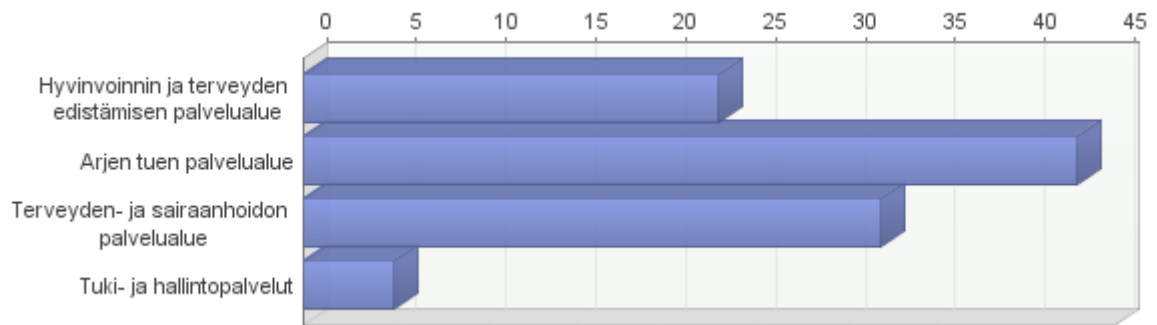 0 5 10 15 20 25 30 35 40 45
Hyvinvoinnin ja terveyden
edistämisen palvelualue
Arjen tuen palvelualue
Terveyden- ja sairaanhoidon
palvelualue
Tuki- ja hallintopalvelut